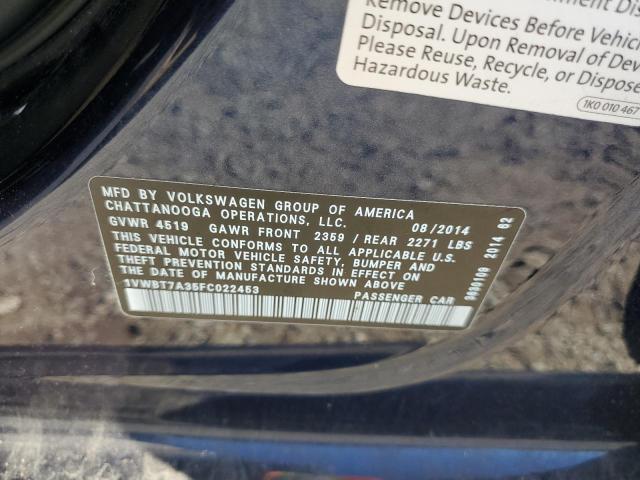 Remove Devices Before Vehic
Disposal. Upon Removal of Dev
Please Reuse, Recycle, or Dispose
Hazardous Waste.
1K0 010 467
MFD BY VOLKSWAGEN GROUP OF AMERICA
CHATTANOOGA OPERATIONS, LLC. 08/2014
GVWR 4519 GAWR FRONT 2359 / REAR 2271 LBS
THIS VEHICLE CONFORMS TO ALL APPLICABLE U.S.
FEDERAL MOTOR VEHICLE SAFETY, BUMPER AND
THEFT PREVENTION STANDARDS IN EFFECT ON
THE DATE OF MANUFACTURE SHOWN ABOVE
1VWBT7A35FC022453 PASSENGER CAR
2014 62